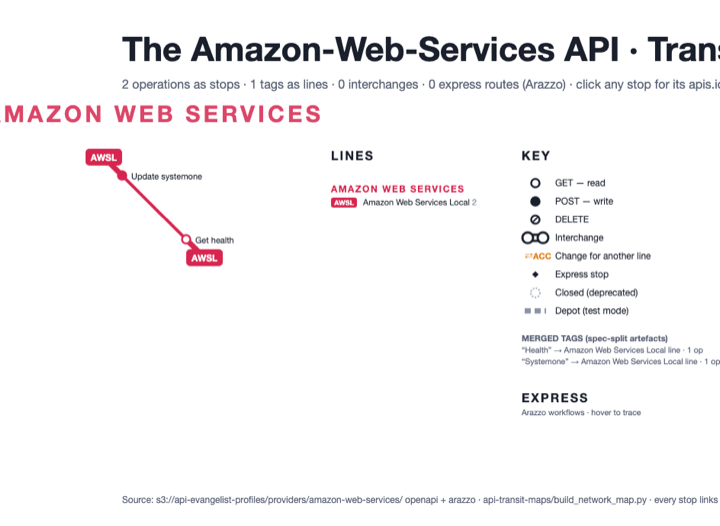 The Amazon-Web-Services API · Trans
2 operations as stops · 1 tags as lines · 0 interchanges · 0 express routes (Arazzo) · click any stop for its apis.io
AMAZON WEB SERVICES
AWSL
Update systemone
Get health
AWSL
LINES
AMAZON WEB SERVICES
AWSL Amazon Web Services Local 2
KEY
GET — read
POST — write
DELETE
Interchange
⇄ACC Change for another line
Express stop
Closed (deprecated)
Depot (test mode)
MERGED TAGS (spec-split artefacts)
"Health" → Amazon Web Services Local line · 1 op
"Systemone" → Amazon Web Services Local line · 1 op
EXPRESS
Arazzo workflows · hover to trace
Source: s3://api-evangelist-profiles/providers/amazon-web-services/ openapi + arazzo · api-transit-maps/build_network_map.py · every stop links